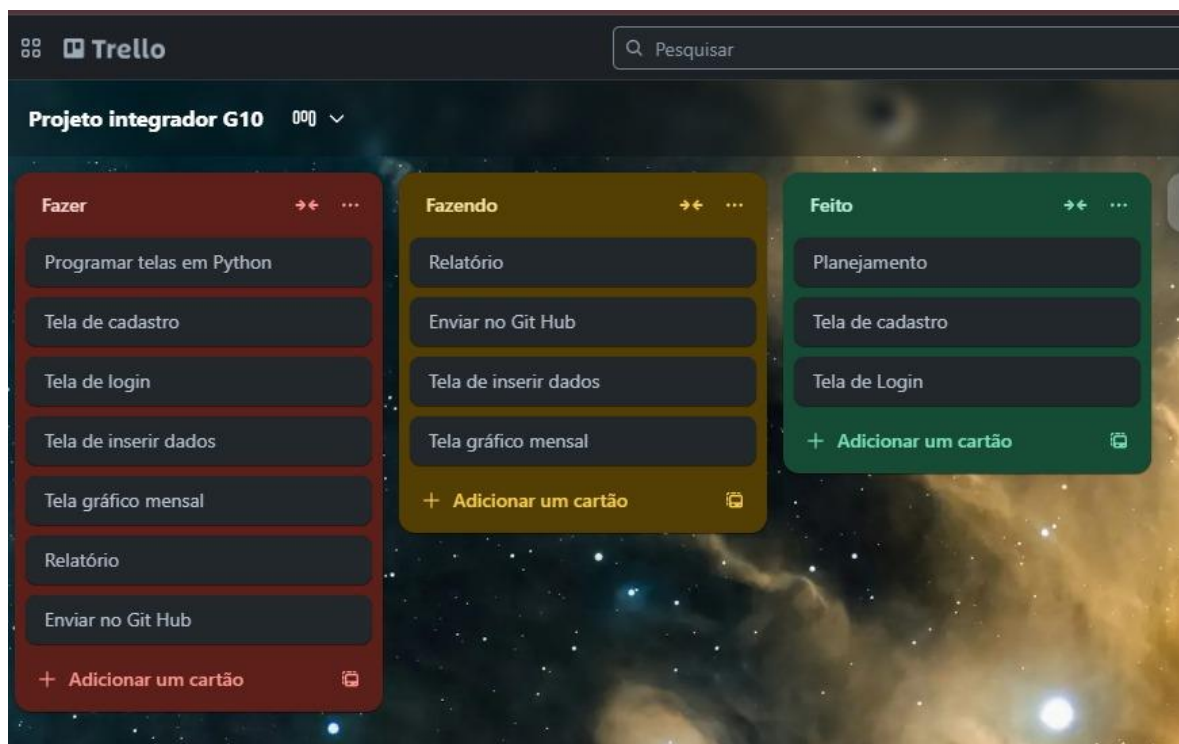 Trello
Pesquisar
Projeto integrador G10
Fazer
Programar telas em Python
Tela de cadastro
Tela de login
Tela de inserir dados
Tela gráfico mensal
Relatório
Enviar no Git Hub
+ Adicionar um cartão
Fazendo
Relatório
Enviar no Git Hub
Tela de inserir dados
Tela gráfico mensal
+ Adicionar um cartão
Feito
Planejamento
Tela de cadastro
Tela de Login
+ Adicionar um cartão